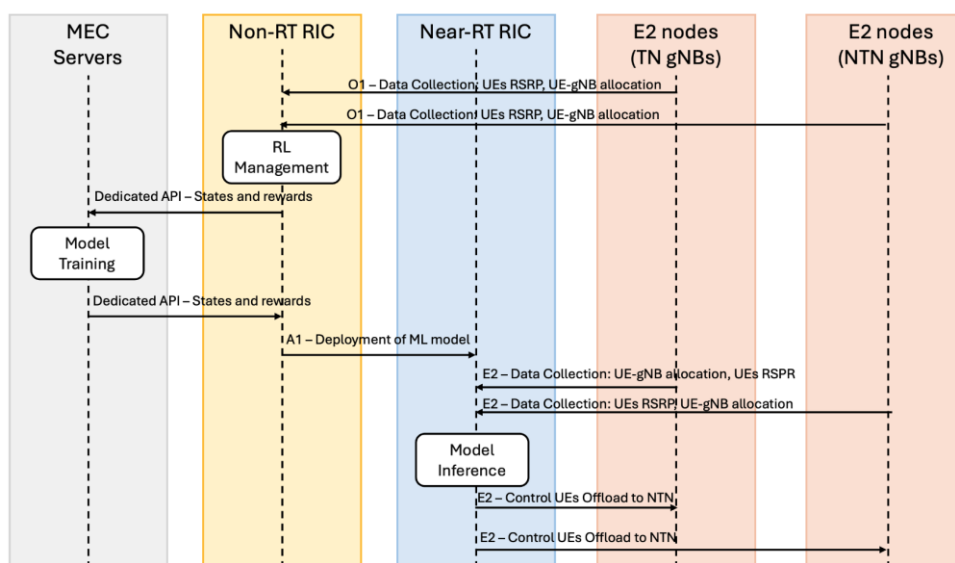 MEC
Servers
Non-RT RIC
Near-RT RIC
E2 nodes
(TN gNBs)
E2 nodes
(NTN gNBs)
O1 – Data Collection: UEs RSRP, UE-gNB allocation
O1 – Data Collection: UEs RSRP, UE-gNB allocation
RL
Management
Dedicated API – States and rewards
Model
Training
Dedicated API – States and rewards
A1 – Deployment of ML model
E2 – Data Collection: UE-gNB allocation, UEs RSPR
E2 – Data Collection: UEs RSRP, UE-gNB allocation
Model
Inference
E2 – Control UEs Offload to NTN
E2 – Control UEs Offload to NTN